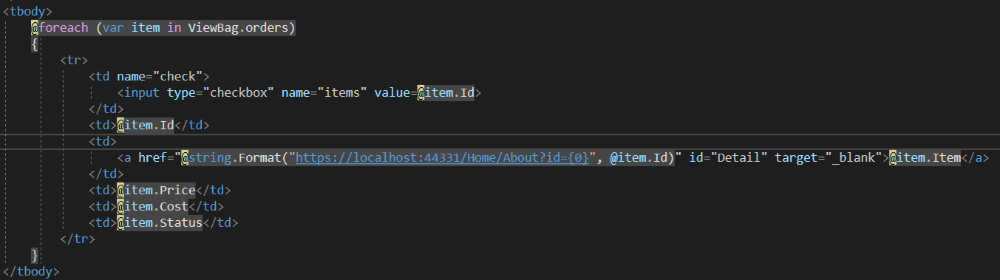 <tbody>
@foreach (var item in ViewBag.orders)
{
<tr>
<td name="check">
<input type="checkbox" name="items" value=@item.Id>
</td>
<td>@item.Id</td>
<td>
<a href="@string.Format("https://localhost:44331/Home/About?id={0}", @item.Id)" id="Detail" target="_blank">@item.Item</a>
</td>
<td>@item.Price</td>
<td>@item.Cost</td>
<td>@item.Status</td>
</tr>
}
</tbody>